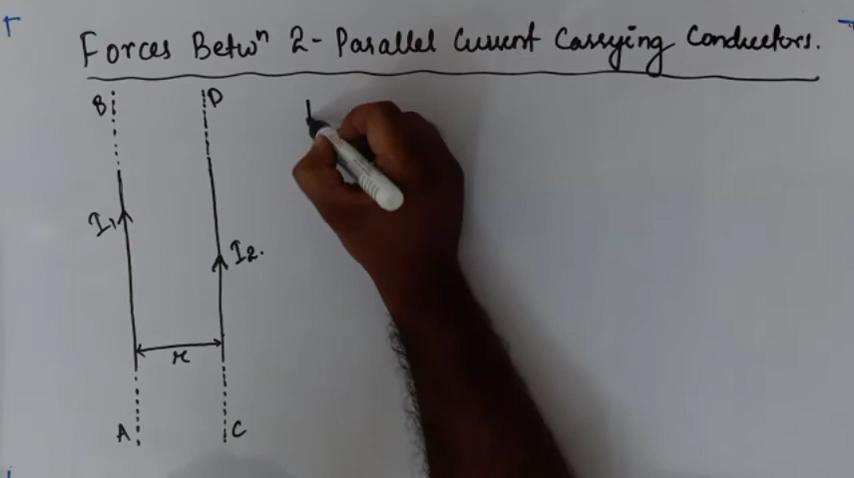 Forces Betwⁿ 2- Parallel Current Carrying Conductors.
B D
I₁
I₂.
r
A C